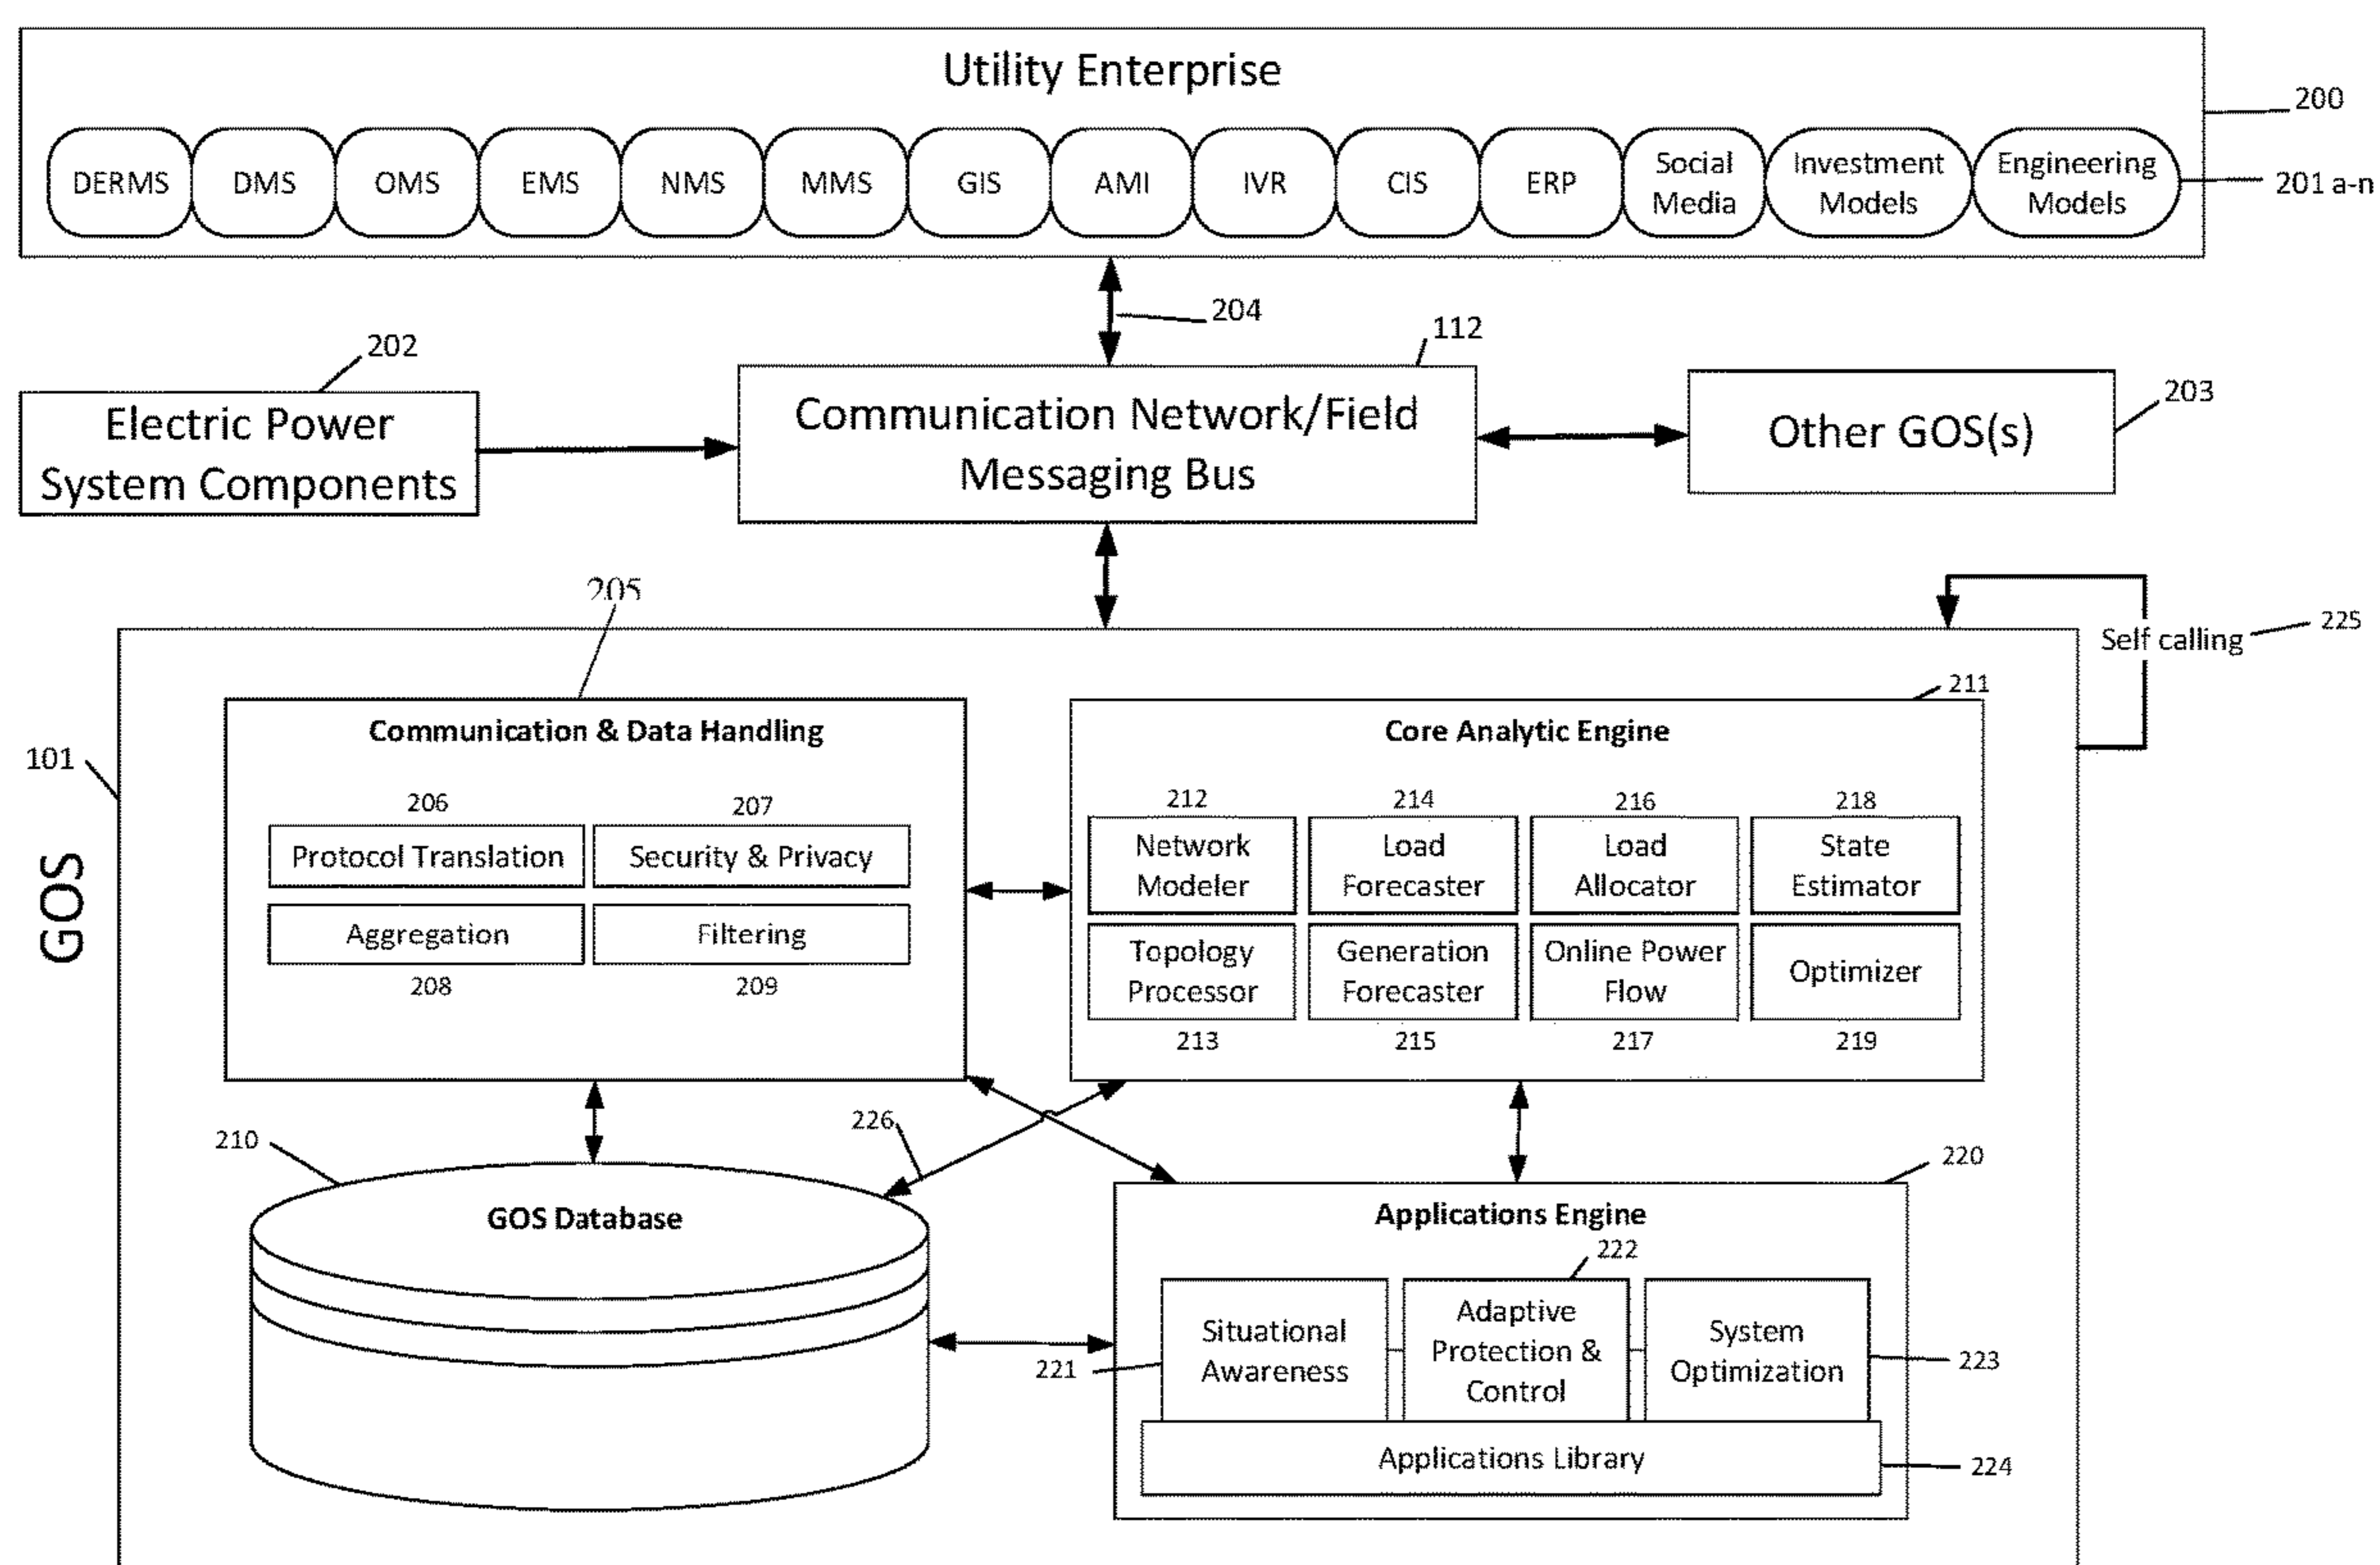 Utility Enterprise
200
DERMS DMS OMS EMS NMS MMS GIS AMI IVR CIS ERP Social Media Investment Models Engineering Models
201 a-n
204
112
202
203
Electric Power
System Components
Communication Network/Field
Messaging Bus
Other GOS(s)
205
225
Self calling
211
101
GOS
Communication & Data Handling
206 207
Protocol Translation Security & Privacy
Aggregation Filtering
208 209
Core Analytic Engine
212 214 216 218
Network Modeler
Load Forecaster
Load Allocator
State Estimator
Topology Processor
Generation Forecaster
Online Power Flow
Optimizer
213 215 217 219
226
210
220
GOS Database
Applications Engine
222
Situational
Awareness
Adaptive
Protection &
Control
System
Optimization
221
223
Applications Library
224